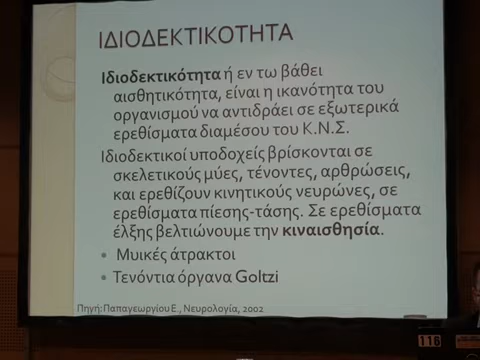 ΙΔΙΟΔΕΚΤΙΚΟΤΗΤΑ
Ιδιοδεκτικότητα ή εν τω βάθει
αισθητικότητα, είναι η ικανότητα του
οργανισμού να αντιδράει σε εξωτερικά
ερεθίσματα διαμέσου του Κ.Ν.Σ.
Ιδιοδεκτικοί υποδοχείς βρίσκονται σε
σκελετικούς μύες, τένοντες, αρθρώσεις,
και ερεθίζουν κινητικούς νευρώνες, σε
ερεθίσματα πίεσης-τάσης. Σε ερεθίσματα
έλξης βελτιώνουμε την κιναισθησία.
• Μυικές άτρακτοι
• Τενόντια όργανα Goltzi
Πηγή: Παπαγεωργίου Ε., Νευρολογία, 2002
116